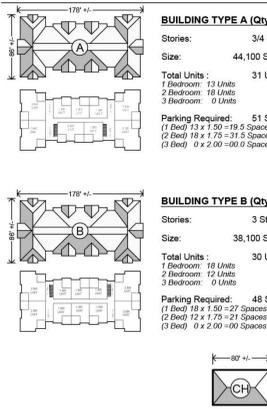 178' +/-
86' +/-
A
BUILDING TYPE A (Qty
Stories: 3/4
Size: 44,100 S
Total Units : 31 U
1 Bedroom: 13 Units
2 Bedroom: 18 Units
3 Bedroom: 0 Units
Parking Required: 51 S
(1 Bed) 13 x 1.50 =19.5 Space
(2 Bed) 18 x 1.75 =31.5 Space
(3 Bed) 0 x 2.00 =00.0 Space
178' +/-
86' +/-
B
BUILDING TYPE B (Qty
Stories: 3 St
Size: 38,100 S
Total Units : 30 U
1 Bedroom: 18 Units
2 Bedroom: 12 Units
3 Bedroom: 0 Units
Parking Required: 48 S
(1 Bed) 18 x 1.50 =27 Spaces
(2 Bed) 12 x 1.75 =21 Spaces
(3 Bed) 0 x 2.00 =00 Spaces
80' +/-
CH